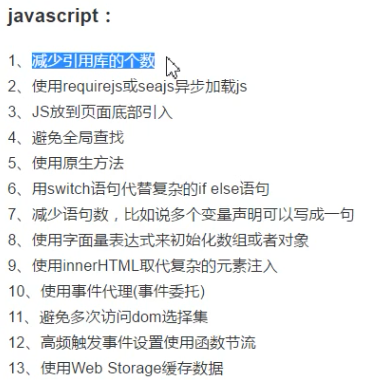 javascript：
1、减少引用库的个数
2、使用requirejs或seajs异步加载js
3、JS放到页面底部引入
4、避免全局查找
5、使用原生方法
6、用switch语句代替复杂的if else语句
7、减少语句数，比如说多个变量声明可以写成一句
8、使用字面量表达式来初始化数组或者对象
9、使用innerHTML取代复杂的元素注入
10、使用事件代理(事件委托)
11、避免多次访问dom选择集
12、高频触发事件设置使用函数节流
13、使用Web Storage缓存数据